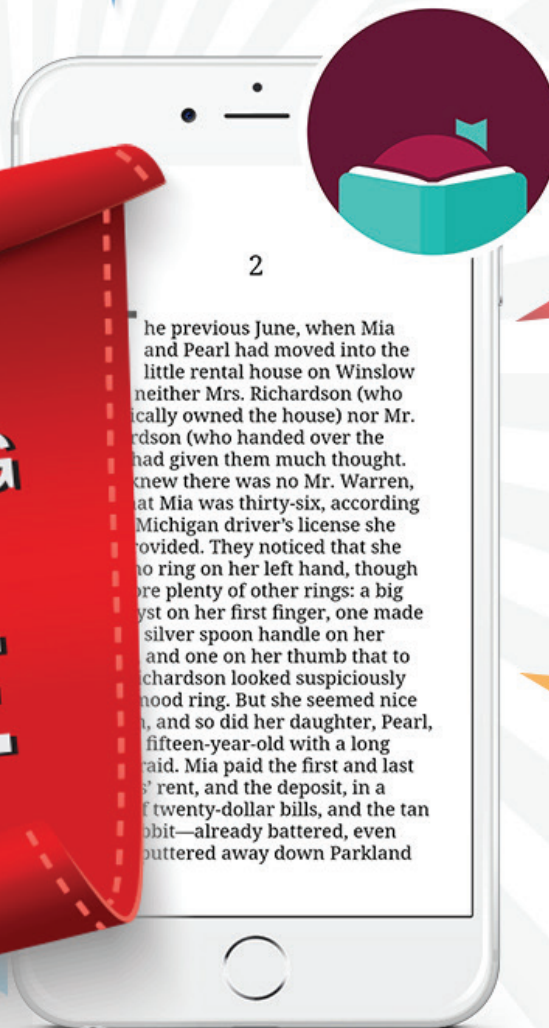 2
he previous June, when Mia
and Pearl had moved into the
little rental house on Winslow
neither Mrs. Richardson (who
ically owned the house) nor Mr.
rdson (who handed over the
had given them much thought.
knew there was no Mr. Warren,
at Mia was thirty-six, according
Michigan driver's license she
rovided. They noticed that she
no ring on her left hand, though
ore plenty of other rings: a big
yst on her first finger, one made
silver spoon handle on her
, and one on her thumb that to
ichardson looked suspiciously
mood ring. But she seemed nice
h, and so did her daughter, Pearl,
fifteen-year-old with a long
raid. Mia paid the first and last
s' rent, and the deposit, in a
f twenty-dollar bills, and the tan
bbit—already battered, even
puttered away down Parkland